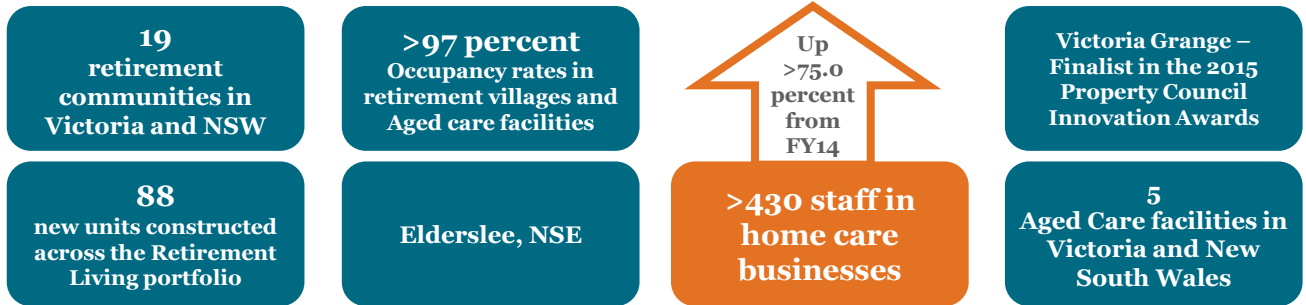 19
retirement
communities in
Victoria and NSW
>97 percent
Occupancy rates in
retirement villages and
Aged care facilities
Up
>75.0
percent
from
FY14
Victoria Grange –
Finalist in the 2015
Property Council
Innovation Awards
88
new units constructed
across the Retirement
Living portfolio
Elderslee, NSE
>430 staff in
home care
businesses
5
Aged Care facilities in
Victoria and New
South Wales